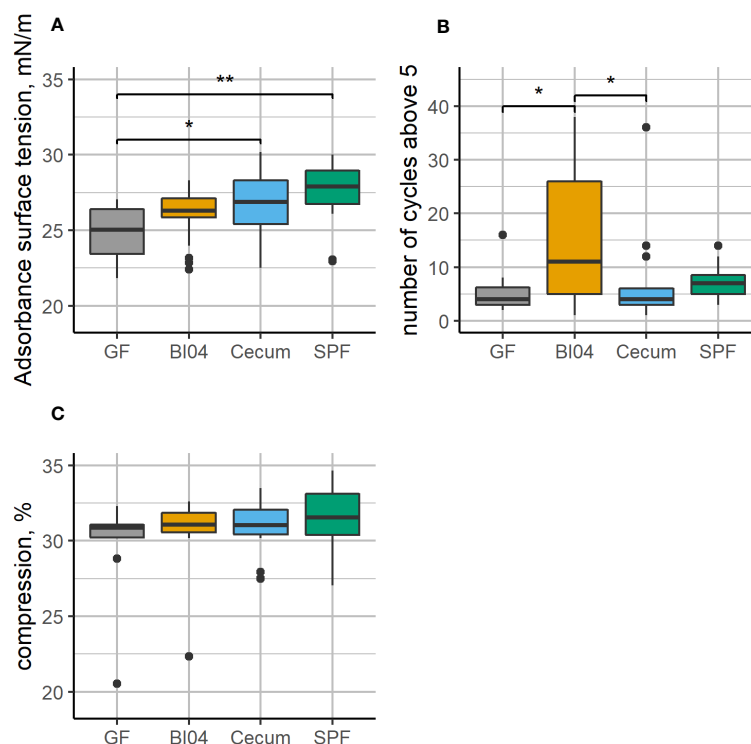 A
Adsorbance surface tension, mN/m
35
30
25
20
**
*
GF BI04 Cecum SPF
B
number of cycles above 5
40
30
20
10
0
* *
GF BI04 Cecum SPF
C
compression, %
35
30
25
20
GF BI04 Cecum SPF